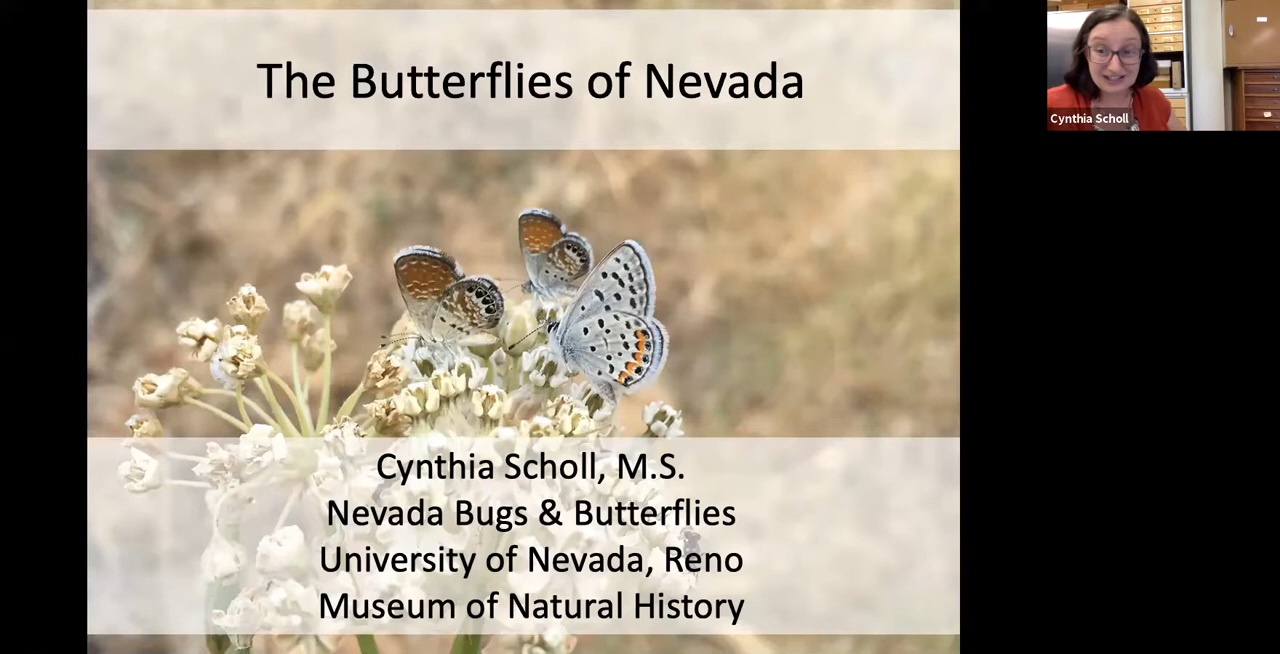 The Butterflies of Nevada
Cynthia Scholl
Cynthia Scholl, M.S.
Nevada Bugs & Butterflies
University of Nevada, Reno
Museum of Natural History